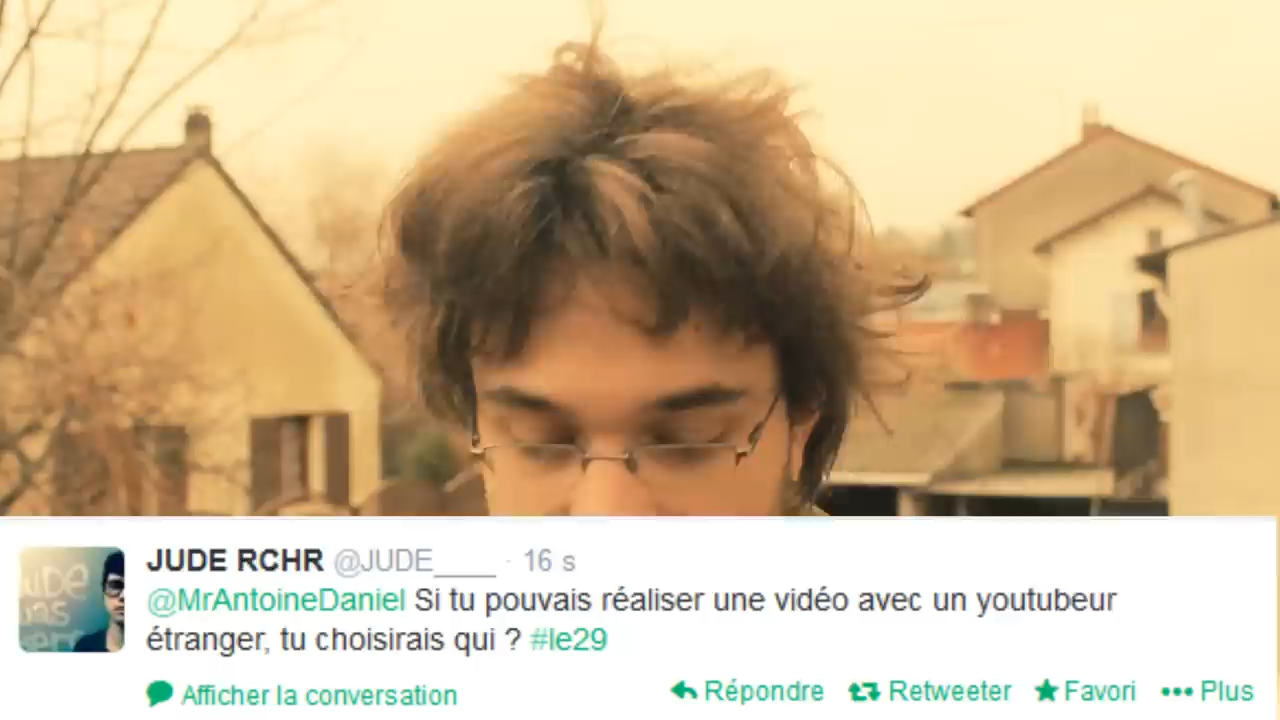 JUDE RCHR @JUDE____ · 16 s
@MrAntoineDaniel Si tu pouvais réaliser une vidéo avec un youtubeur
étranger, tu choisirais qui ? #le29
Afficher la conversation Répondre Retweeter Favori Plus